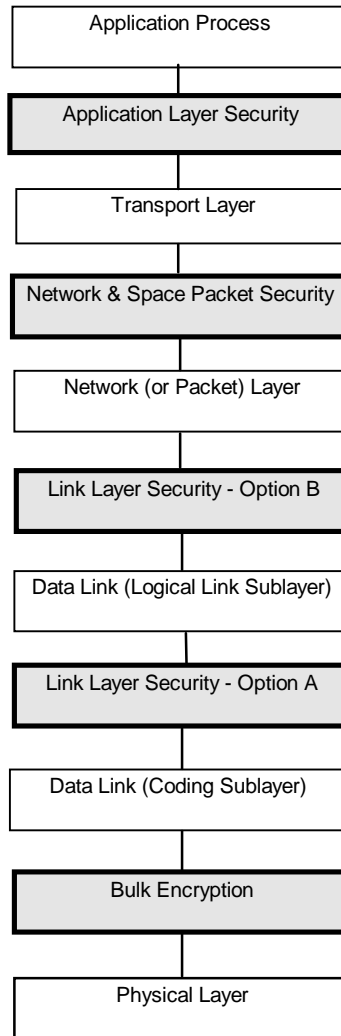 Application Process
Application Layer Security
Transport Layer
Network & Space Packet Security
Network (or Packet) Layer
Link Layer Security - Option B
Data Link (Logical Link Sublayer)
Link Layer Security - Option A
Data Link (Coding Sublayer)
Bulk Encryption
Physical Layer